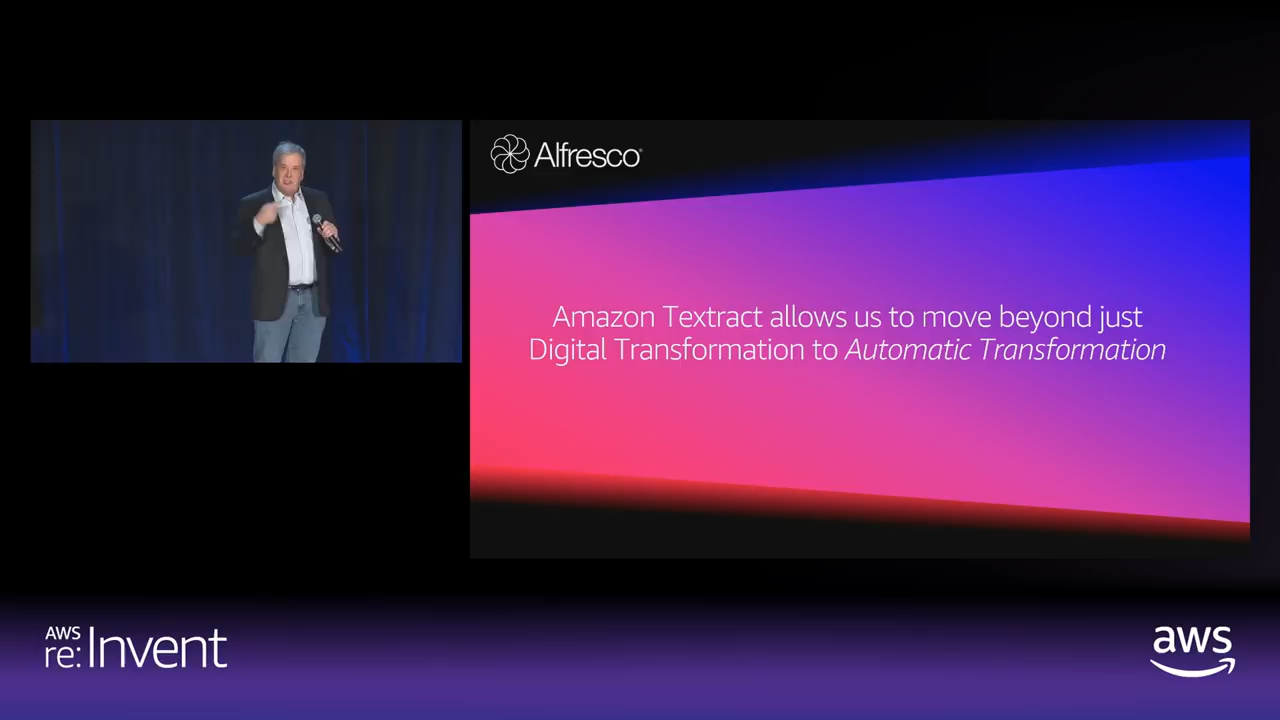 Alfresco
Amazon Textract allows us to move beyond just
Digital Transformation to Automatic Transformation
AWS
re:Invent
aws